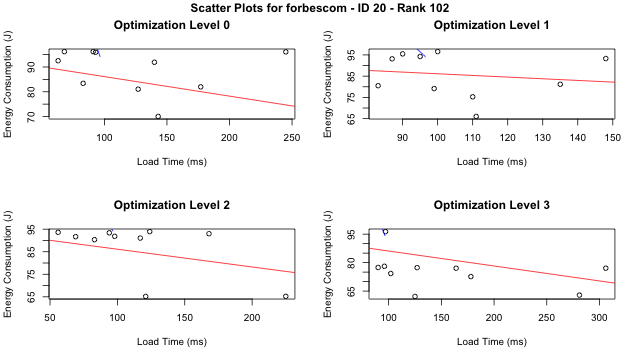 Scatter Plots for forbescom - ID 20 - Rank 102
Optimization Level 0
Energy Consumption (J)
70 80 90
100 150 200 250
Load Time (ms)
Optimization Level 1
Energy Consumption (J)
65 75 85 95
90 100 110 120 130 140 150
Load Time (ms)
Optimization Level 2
Energy Consumption (J)
65 75 85 95
50 100 150 200
Load Time (ms)
Optimization Level 3
Energy Consumption (J)
65 80 95
100 150 200 250 300
Load Time (ms)